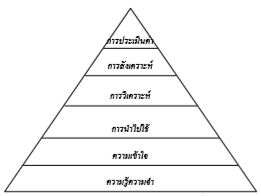 การประเมินค่า
การสังเคราะห์
การวิเคราะห์
การนำไปใช้
ความเข้าใจ
ความรู้ความจำ